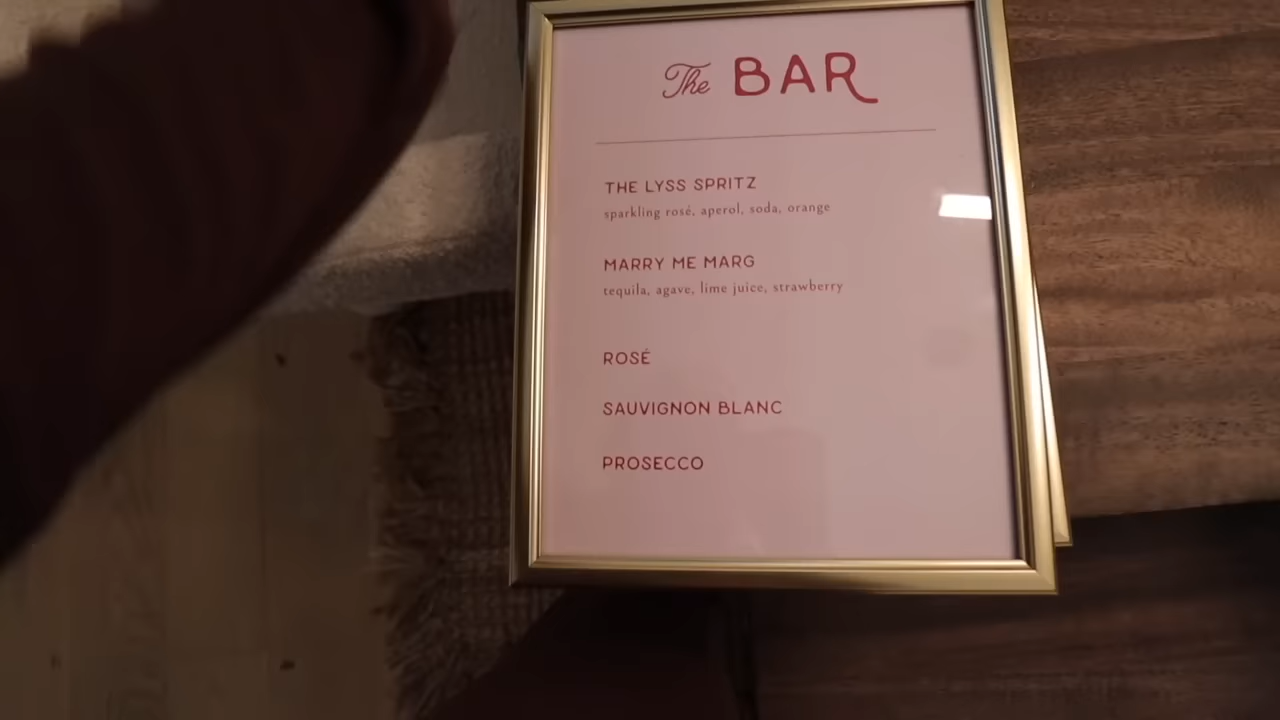 The BAR
THE LYSS SPRITZ
sparkling rosé, aperol, soda, orange
MARRY ME MARG
tequila, agave, lime juice, strawberry
ROSÉ
SAUVIGNON BLANC
PROSECCO